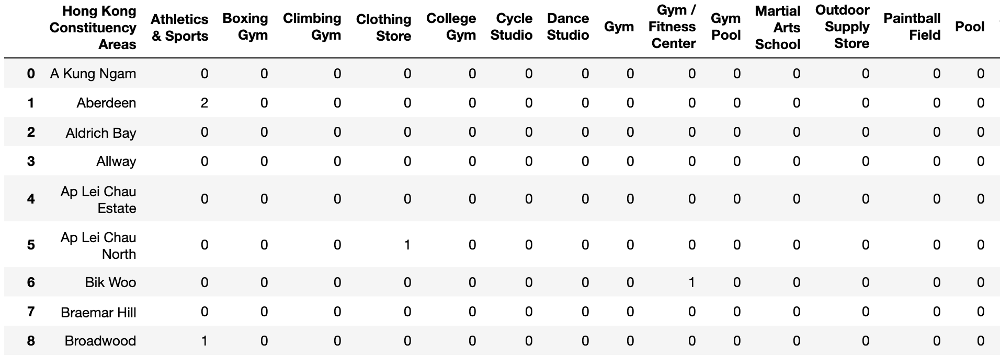 Hong Kong Constituency Areas Athletics & Sports Boxing Gym Climbing Gym Clothing Store College Gym Cycle Studio Dance Studio Gym Gym / Fitness Center Gym Pool Martial Arts School Outdoor Supply Store Paintball Field Pool
0 A Kung Ngam 0 0 0 0 0 0 0 0 0 0 0 0 0 0
1 Aberdeen 2 0 0 0 0 0 0 0 0 0 0 0 0 0
2 Aldrich Bay 0 0 0 0 0 0 0 0 0 0 0 0 0 0
3 Allway 0 0 0 0 0 0 0 0 0 0 0 0 0 0
4 Ap Lei Chau Estate 0 0 0 0 0 0 0 0 0 0 0 0 0 0
5 Ap Lei Chau North 0 0 0 1 0 0 0 0 0 0 0 0 0 0
6 Bik Woo 0 0 0 0 0 0 0 0 1 0 0 0 0 0
7 Braemar Hill 0 0 0 0 0 0 0 0 0 0 0 0 0 0
8 Broadwood 1 0 0 0 0 0 0 0 0 0 0 0 0 0